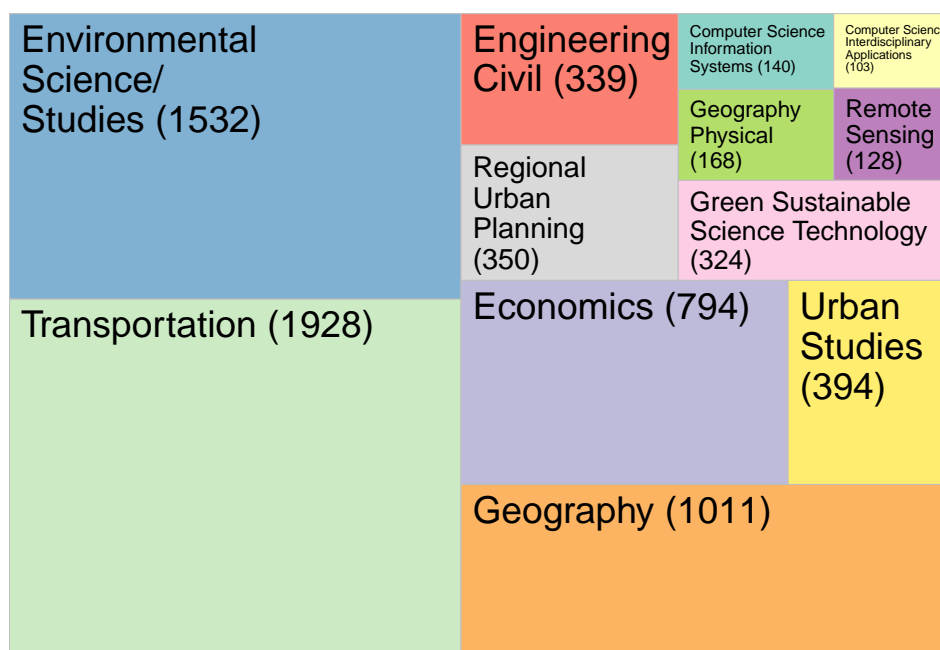 Environmental
Science/
Studies (1532)
Transportation (1928)
Engineering
Civil (339)
Regional
Urban
Planning
(350)
Computer Science
Information
Systems (140)
Computer Scienc
Interdisciplinary
Applications
(103)
Geography
Physical
(168)
Remote
Sensing
(128)
Green Sustainable
Science Technology
(324)
Economics (794)
Urban
Studies
(394)
Geography (1011)